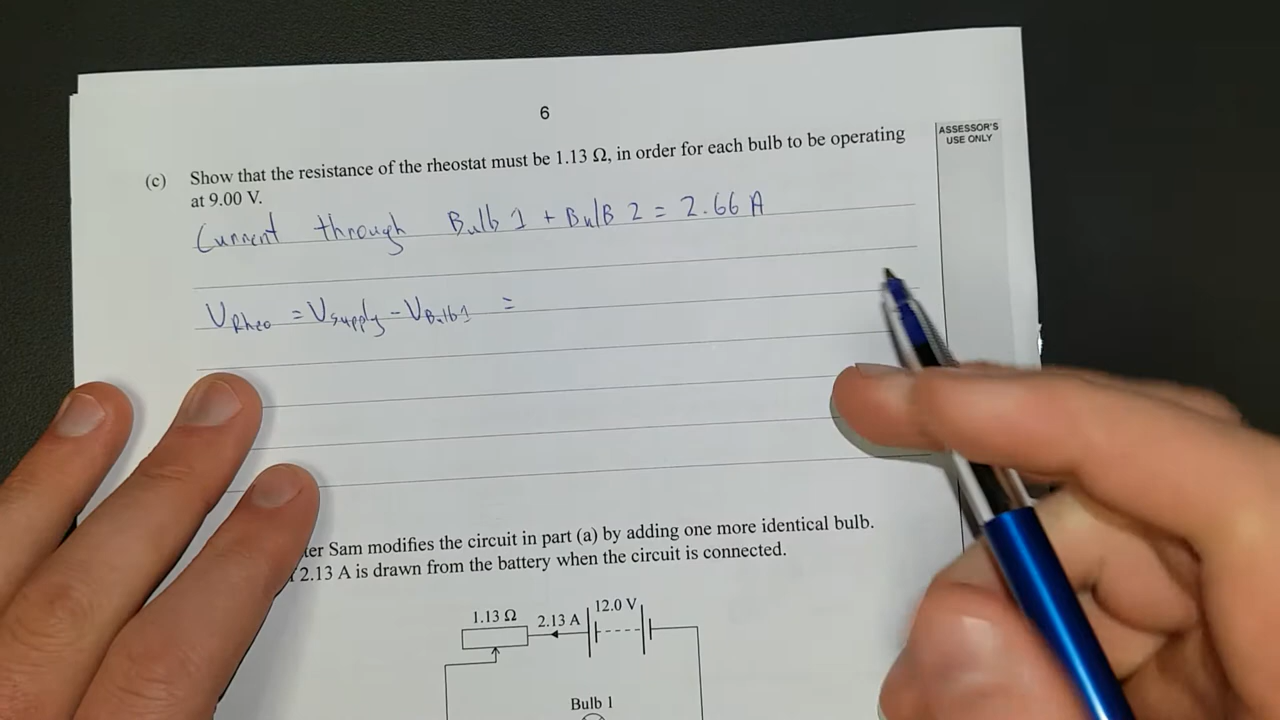 6
ASSESSOR'S
USE ONLY
(c) Show that the resistance of the rheostat must be 1.13 Ω, in order for each bulb to be operating
at 9.00 V.
Current through Bulb 1 + BulB 2 = 2.66 A
VRheo = Vsupply - VBulb1 =
ter Sam modifies the circuit in part (a) by adding one more identical bulb.
2.13 A is drawn from the battery when the circuit is connected.
1.13 Ω 2.13 A 12.0 V
Bulb 1